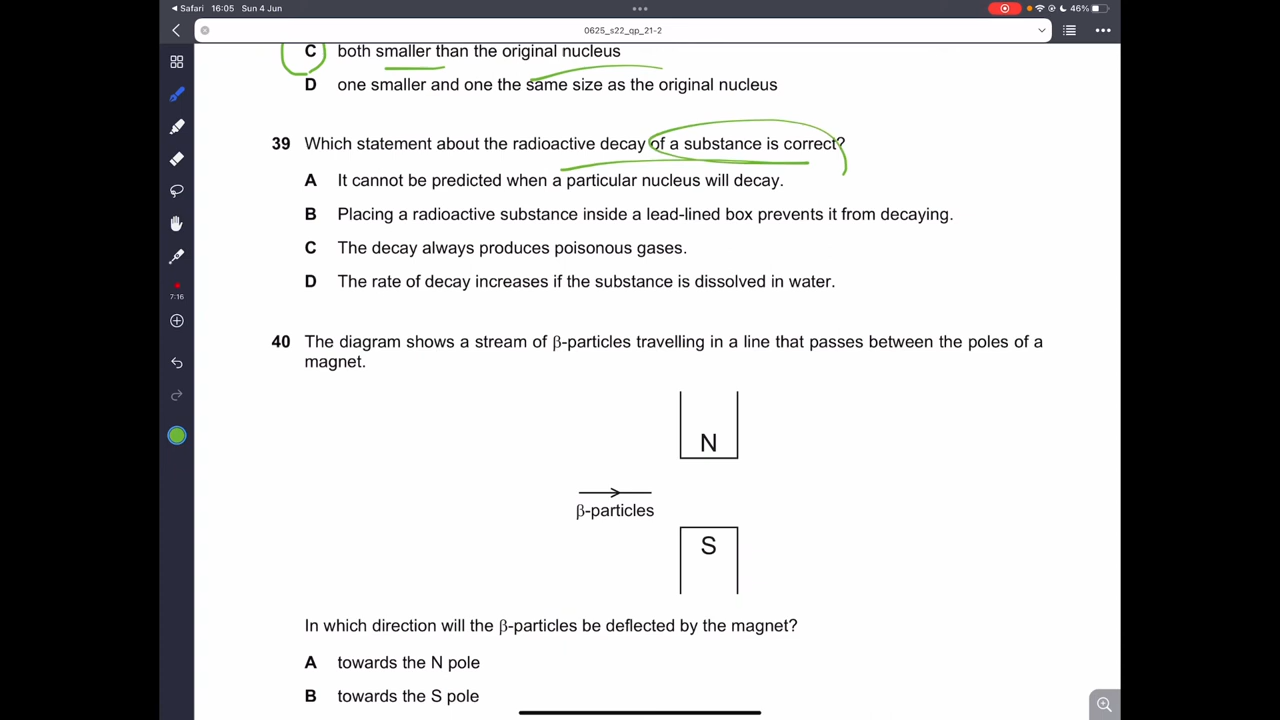 Safari 16:05 Sun 4 Jun
46%
0625_s22_qp_21-2
C both smaller than the original nucleus
D one smaller and one the same size as the original nucleus
39 Which statement about the radioactive decay of a substance is correct?
A It cannot be predicted when a particular nucleus will decay.
B Placing a radioactive substance inside a lead-lined box prevents it from decaying.
C The decay always produces poisonous gases.
D The rate of decay increases if the substance is dissolved in water.
7:16
40 The diagram shows a stream of β-particles travelling in a line that passes between the poles of a
magnet.
N
β-particles
S
In which direction will the β-particles be deflected by the magnet?
A towards the N pole
B towards the S pole